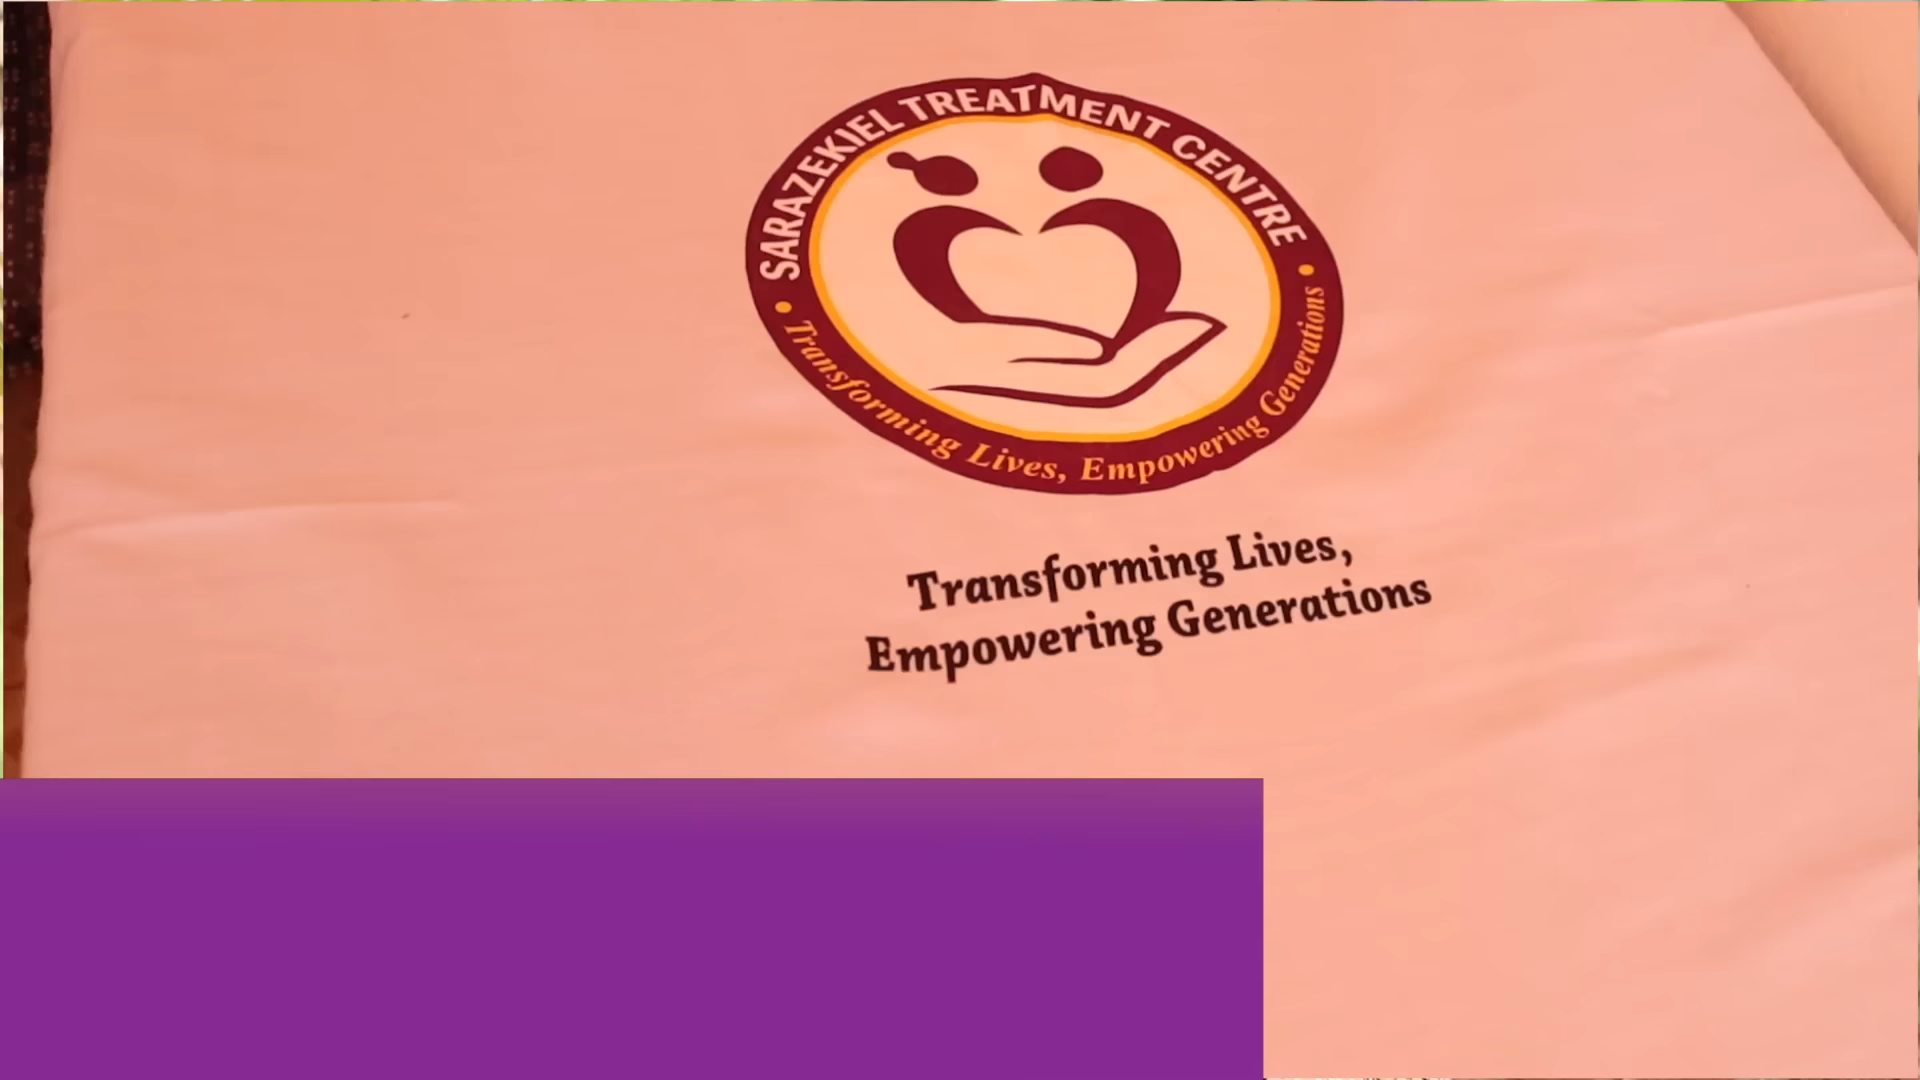 SARAZEKIEL TREATMENT CENTRE
• Transforming Lives, Empowering Generations •
Transforming Lives,
Empowering Generations